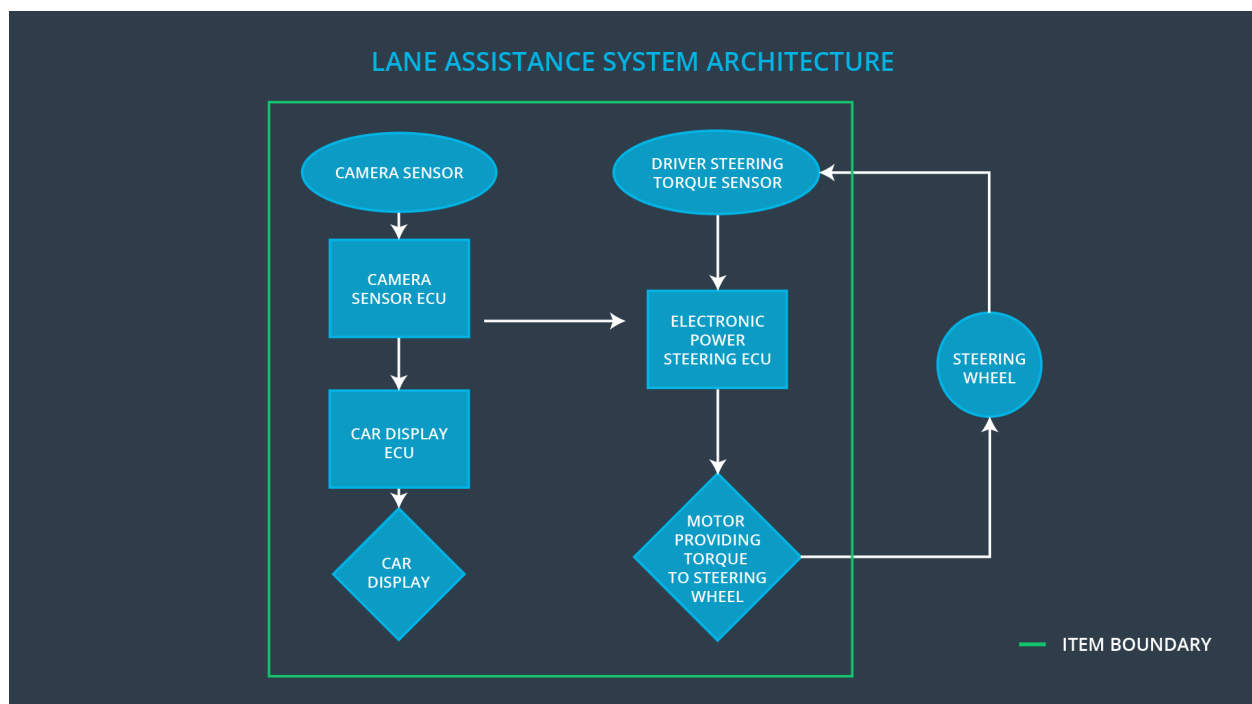 LANE ASSISTANCE SYSTEM ARCHITECTURE
CAMERA SENSOR
CAMERA
SENSOR ECU
CAR DISPLAY
ECU
CAR
DISPLAY
DRIVER STEERING
TORQUE SENSOR
ELECTRONIC
POWER
STEERING ECU
MOTOR
PROVIDING
TORQUE
TO STEERING
WHEEL
STEERING
WHEEL
ITEM BOUNDARY